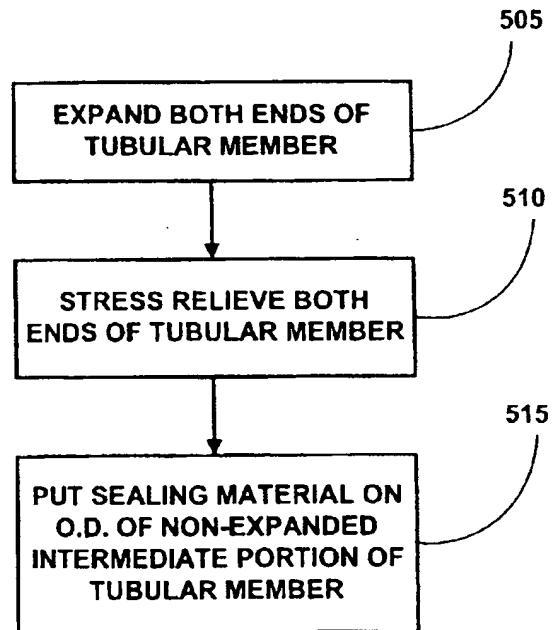 505
EXPAND BOTH ENDS OF
TUBULAR MEMBER
510
STRESS RELIEVE BOTH
ENDS OF TUBULAR MEMBER
515
PUT SEALING MATERIAL ON
O.D. OF NON-EXPANDED
INTERMEDIATE PORTION OF
TUBULAR MEMBER